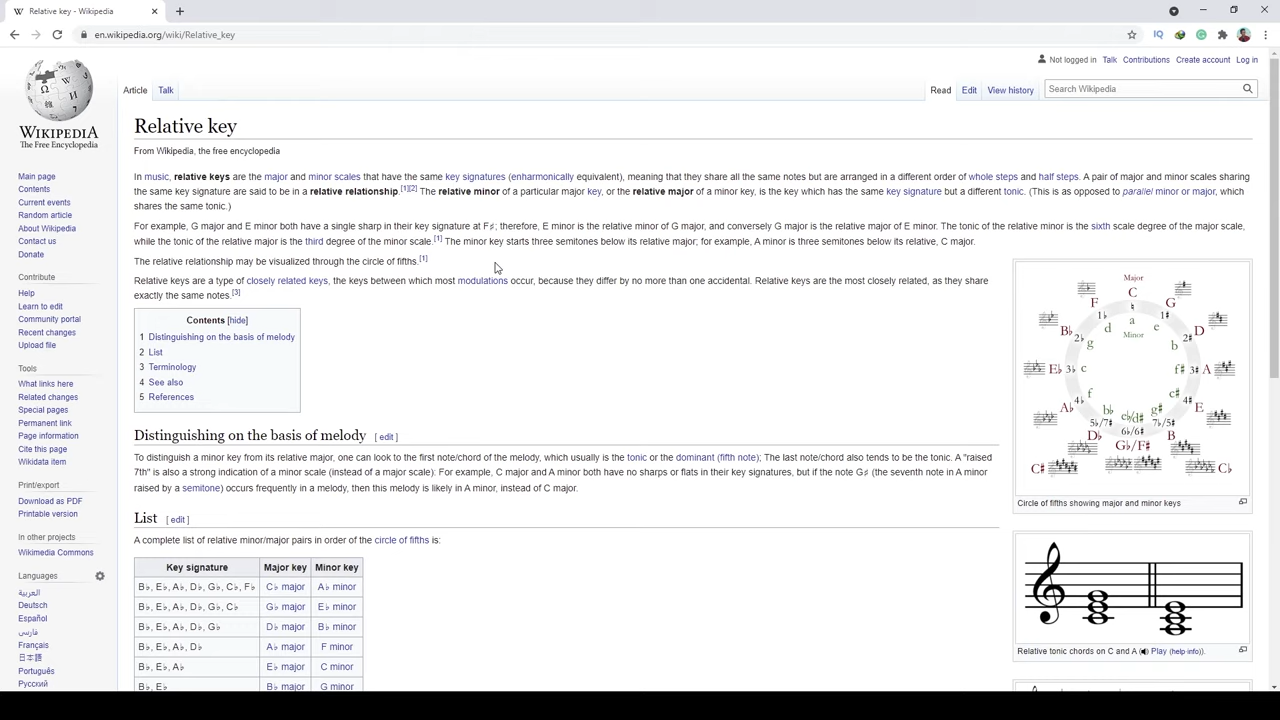 Relative key - Wikipedia
en.wikipedia.org/wiki/Relative_key
Not logged in Talk Contributions Create account Log in
Article Talk Read Edit View history Search Wikipedia
WIKIPEDIA
The Free Encyclopedia
Main page
Contents
Current events
Random article
About Wikipedia
Contact us
Donate
Contribute
Help
Learn to edit
Community portal
Recent changes
Upload file
Tools
What links here
Related changes
Special pages
Permanent link
Page information
Cite this page
Wikidata item
Print/export
Download as PDF
Printable version
In other projects
Wikimedia Commons
Languages
العربية
Deutsch
Español
فارسی
Français
日本語
Português
Русский
Relative key
From Wikipedia, the free encyclopedia
In music, relative keys are the major and minor scales that have the same key signatures (enharmonically equivalent), meaning that they share all the same notes but are arranged in a different order of whole steps and half steps. A pair of major and minor scales sharing
the same key signature are said to be in a relative relationship.[1][2] The relative minor of a particular major key, or the relative major of a minor key, is the key which has the same key signature but a different tonic. (This is as opposed to parallel minor or major, which
shares the same tonic.)
For example, G major and E minor both have a single sharp in their key signature at F♯; therefore, E minor is the relative minor of G major, and conversely G major is the relative major of E minor. The tonic of the relative minor is the sixth scale degree of the major scale,
while the tonic of the relative major is the third degree of the minor scale.[1] The minor key starts three semitones below its relative major; for example, A minor is three semitones below its relative, C major.
The relative relationship may be visualized through the circle of fifths.[1]
Relative keys are a type of closely related keys, the keys between which most modulations occur, because they differ by no more than one accidental. Relative keys are the most closely related, as they share
exactly the same notes.[3]
Contents [hide]
1 Distinguishing on the basis of melody
2 List
3 Terminology
4 See also
5 References
Distinguishing on the basis of melody [ edit ]
To distinguish a minor key from its relative major, one can look to the first note/chord of the melody, which usually is the tonic or the dominant (fifth note); The last note/chord also tends to be the tonic. A "raised
7th" is also a strong indication of a minor scale (instead of a major scale): For example, C major and A minor both have no sharps or flats in their key signatures, but if the note G♯ (the seventh note in A minor
raised by a semitone) occurs frequently in a melody, then this melody is likely in A minor, instead of C major.
List [ edit ]
A complete list of relative minor/major pairs in order of the circle of fifths is:
Key signature Major key Minor key
B♭, E♭, A♭, D♭, G♭, C♭, F♭ C♭ major A♭ minor
B♭, E♭, A♭, D♭, G♭, C♭ G♭ major E♭ minor
B♭, E♭, A♭, D♭, G♭ D♭ major B♭ minor
B♭, E♭, A♭, D♭ A♭ major F minor
B♭, E♭, A♭ E♭ major C minor
B♭, E♭ B♭ major G minor
Major
C
F G
1♭ a 1♯
d e
Minor
B♭ D
2♭ 2♯
g b
E♭ 3♭ c f♯ 3♯ A
f c♯
A♭ 4♭ 4♯ E
b♭ g♯
e♭/d♯
5♭/7♯ 7♭/5♯
6♭/6♯
D♭ B
G♭/F♯
C♯ C♭
Circle of fifths showing major and minor keys
Relative tonic chords on C and A Play (help·info).